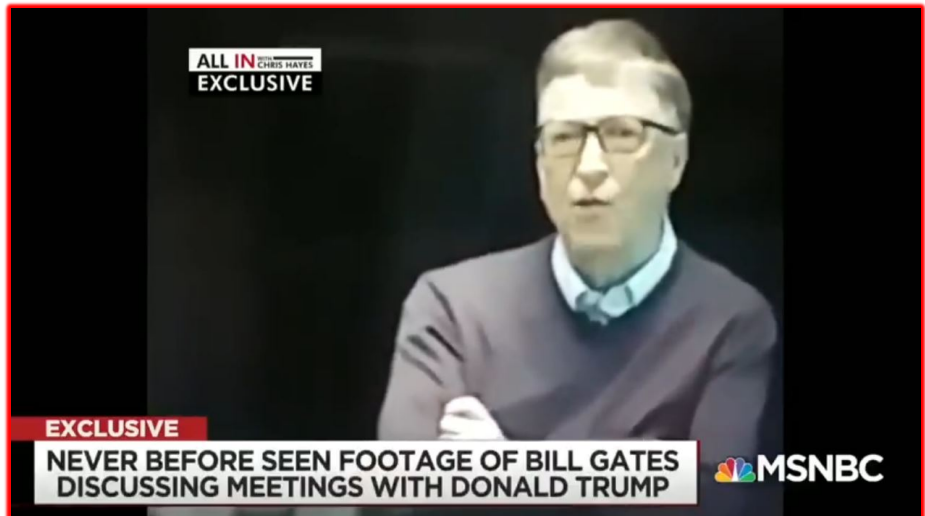 ALL IN WITH CHRIS HAYES
EXCLUSIVE
EXCLUSIVE
NEVER BEFORE SEEN FOOTAGE OF BILL GATES
DISCUSSING MEETINGS WITH DONALD TRUMP
MSNBC